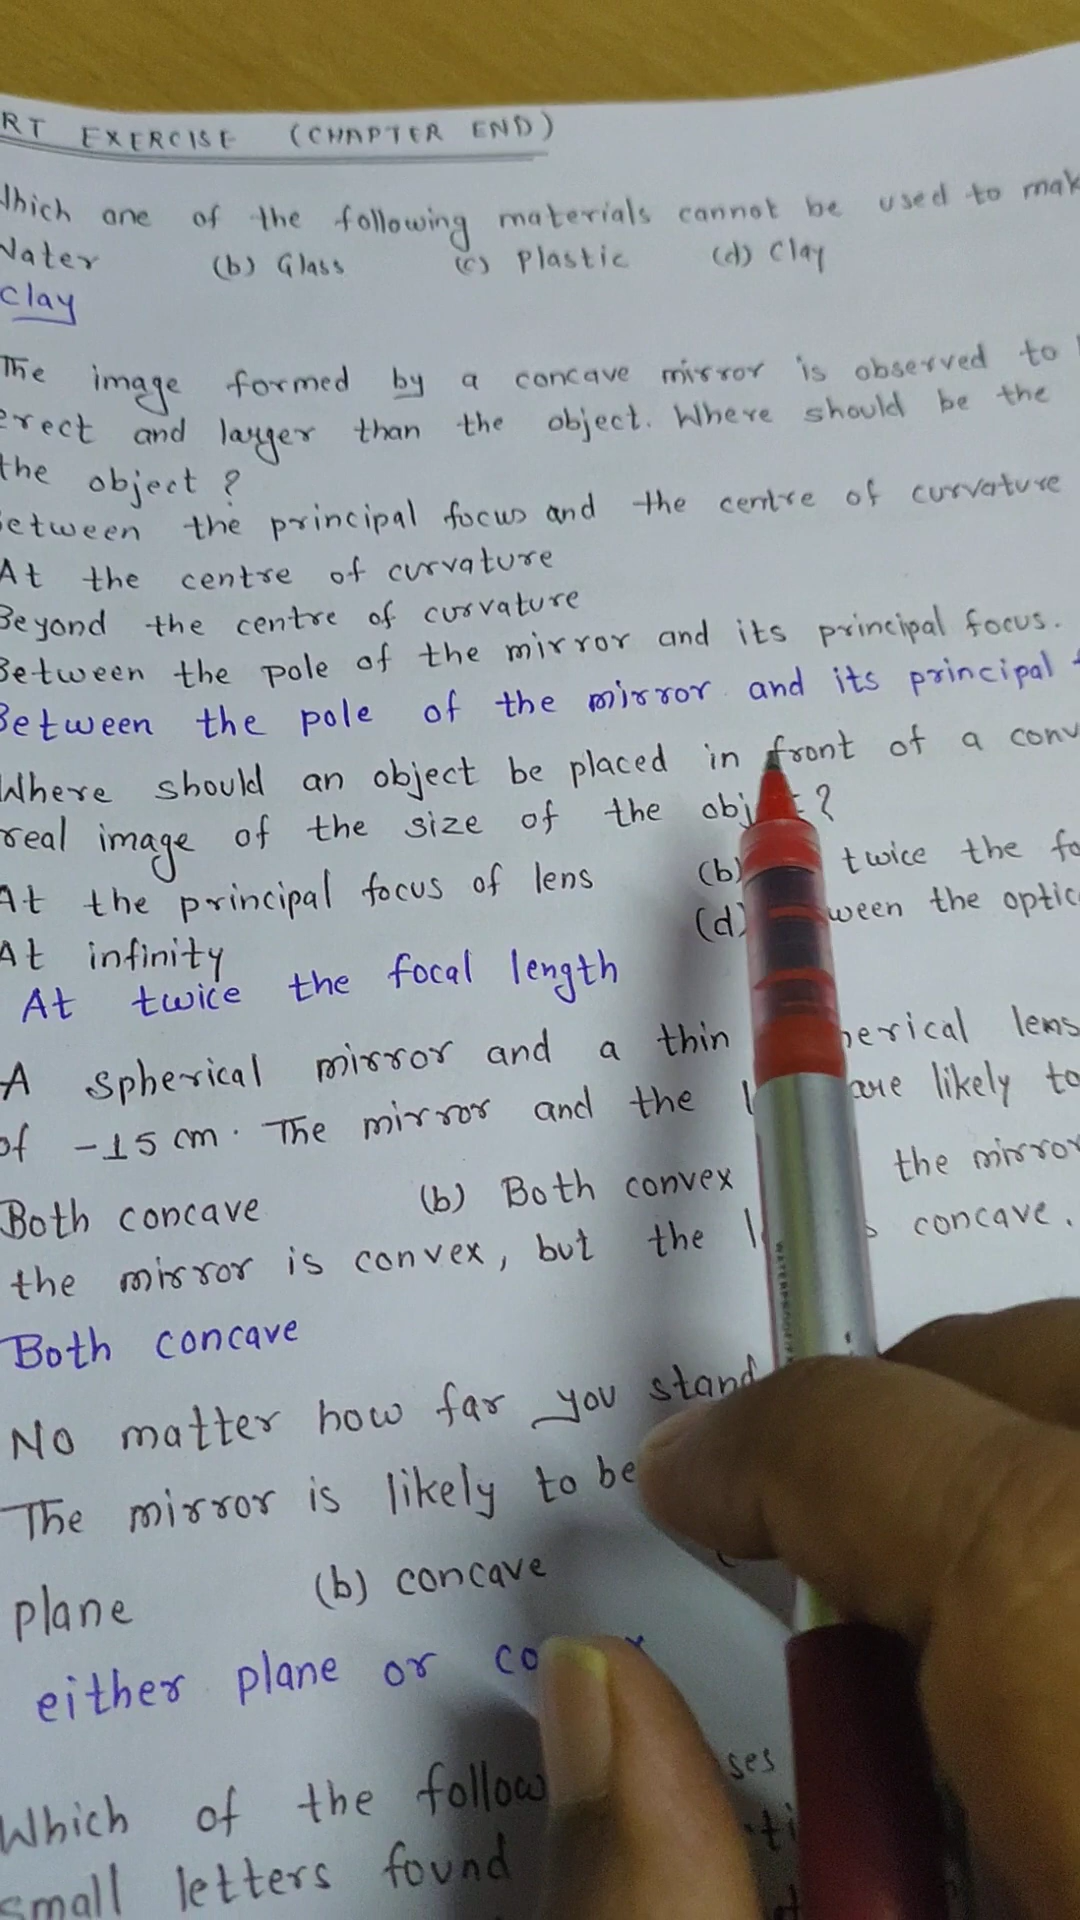 RT EXERCISE (CHAPTER END)
Which one of the following materials cannot be used to mak
Water (b) Glass (c) Plastic (d) Clay
Clay
The image formed by a concave mirror is observed to
erect and larger than the object. Where should be the
the object?
Between the principal focus and the centre of curvature
At the centre of curvature
Beyond the centre of curvature
Between the pole of the mirror and its principal focus.
Between the pole of the mirror and its principal f
Where should an object be placed in front of a conv
real image of the size of the obj ?
At the principal focus of lens (b) twice the fo
At infinity (d) ween the optic
At twice the focal length
A spherical mirror and a thin herical lens
of -15 cm. The mirror and the l are likely to
Both concave (b) Both convex the mirror
the mirror is convex, but the l s concave.
Both concave
No matter how far you stand
The mirror is likely to be
plane (b) concave
either plane or co x
Which of the follow ses
small letters found